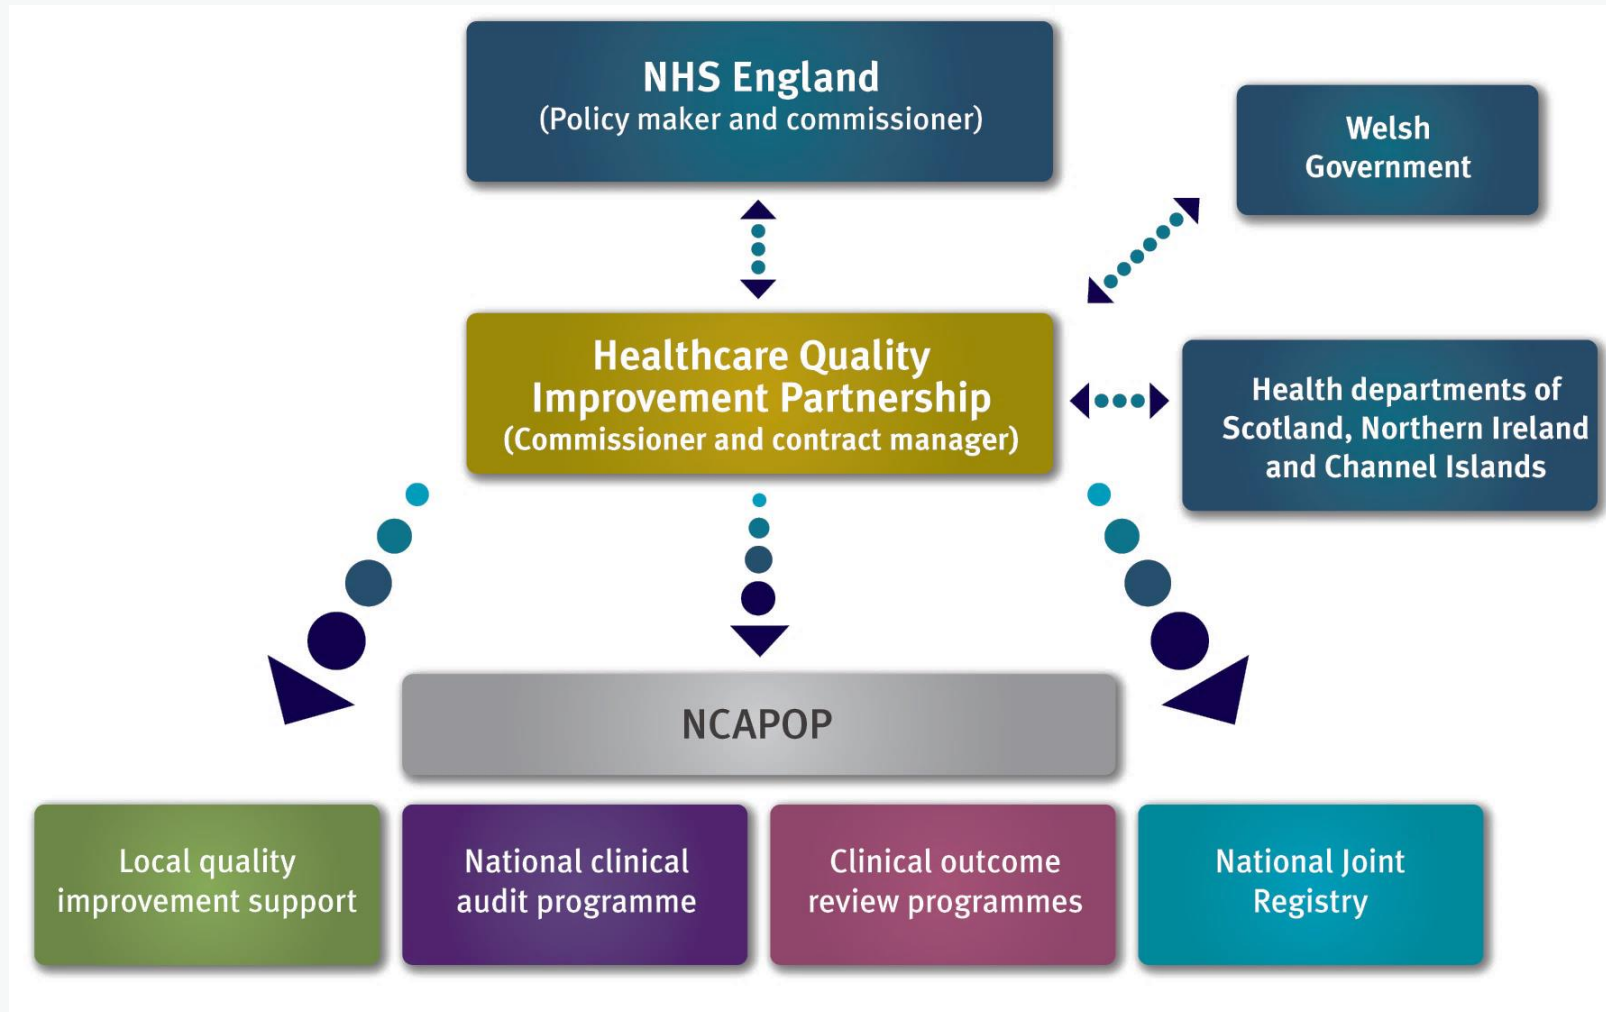 NHS England
(Policy maker and commissioner)
Welsh
Government
Healthcare Quality
Improvement Partnership
(Commissioner and contract manager)
Health departments of
Scotland, Northern Ireland
and Channel Islands
NCAPOP
Local quality
improvement support
National clinical
audit programme
Clinical outcome
review programmes
National Joint
Registry